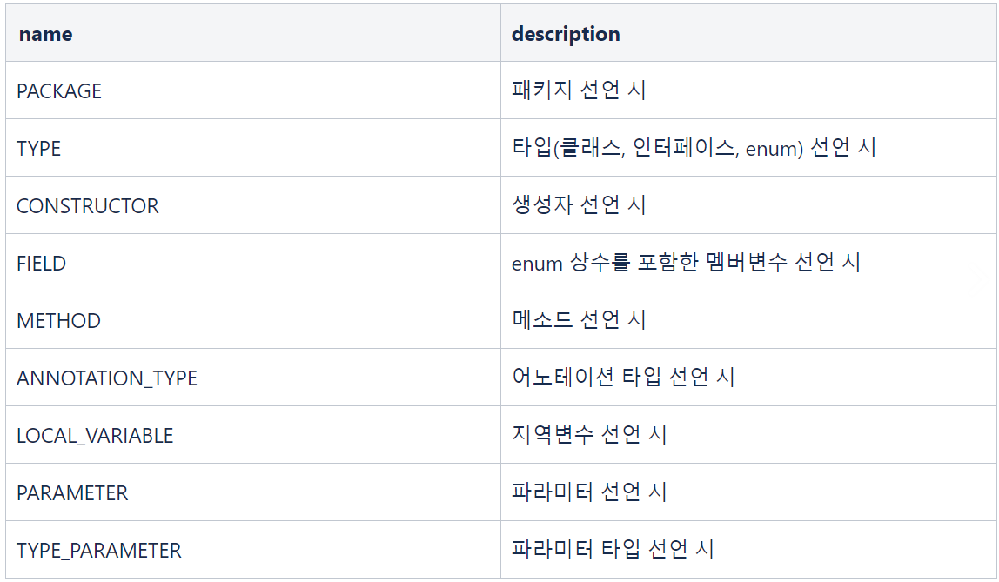 name description
PACKAGE 패키지 선언 시
TYPE 타입(클래스, 인터페이스, enum) 선언 시
CONSTRUCTOR 생성자 선언 시
FIELD enum 상수를 포함한 멤버변수 선언 시
METHOD 메소드 선언 시
ANNOTATION_TYPE 어노테이션 타입 선언 시
LOCAL_VARIABLE 지역변수 선언 시
PARAMETER 파라미터 선언 시
TYPE_PARAMETER 파라미터 타입 선언 시